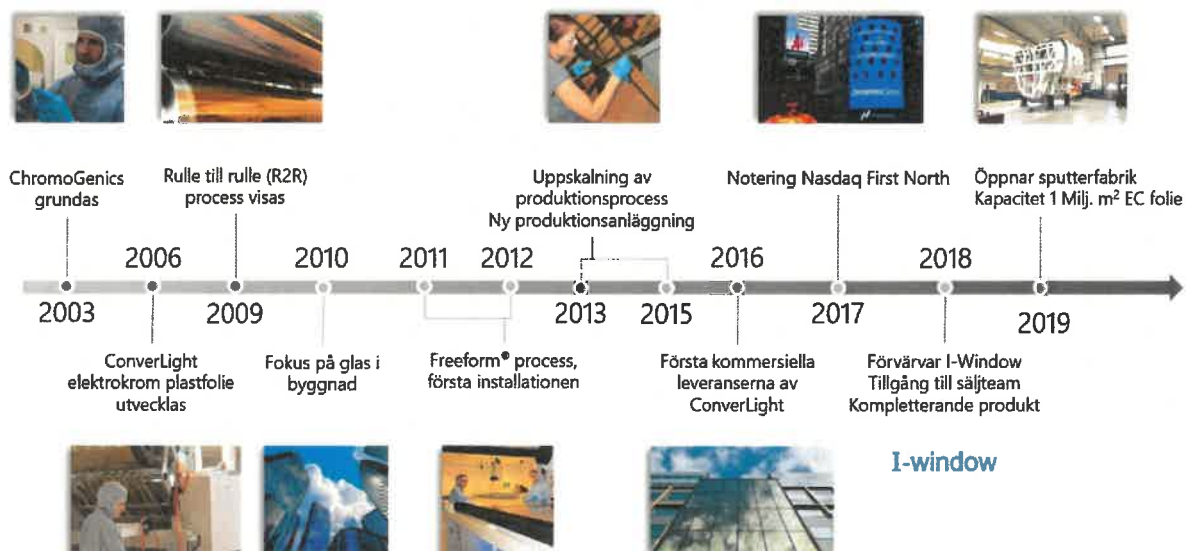 ChromoGenics
grundas
Rulle till rulle (R2R)
process visas
Uppskalning av
produktionsprocess
Ny produktionsanläggning
Notering Nasdaq First North
Öppnar sputterfabrik
Kapacitet 1 Milj. m² EC folie
2006
2010
2011
2012
2016
2018
2003
2009
2013
2015
2017
2019
ConverLight
elektrokrom plastfolie
utvecklas
Fokus på glas i
byggnad
Freeform® process,
första installationen
Första kommersiella
leveranserna av
ConverLight
Förvärvar I-Window
Tillgång till säljteam
Kompletterande produkt
I-window